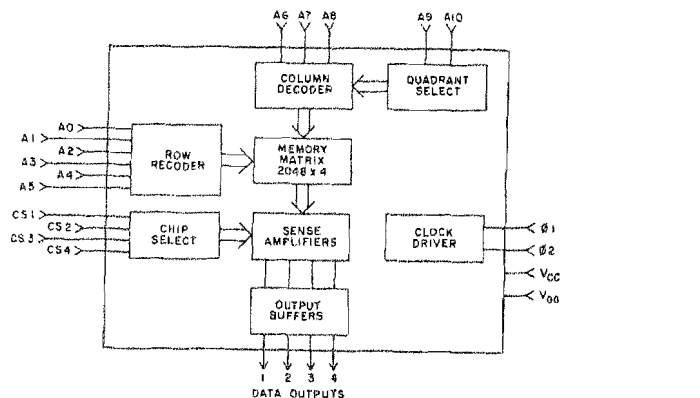 A6 A7 A8 A9 A10
COLUMN
DECODER
QUADRANT
SELECT
A0
A1
A2
A3
A4
A5
ROW
RECODER
MEMORY
MATRIX
2048 X 4
CS1
CS2
CS3
CS4
CHIP
SELECT
SENSE
AMPLIFIERS
CLOCK
DRIVER
Ø1
Ø2
VCC
VGG
OUTPUT
BUFFERS
1 2 3 4
DATA OUTPUTS